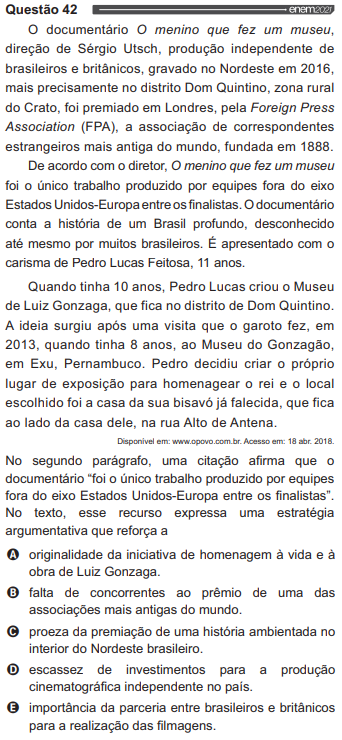 Questão 42 enem2021
O documentário O menino que fez um museu,
direção de Sérgio Utsch, produção independente de
brasileiros e britânicos, gravado no Nordeste em 2016,
mais precisamente no distrito Dom Quintino, zona rural
do Crato, foi premiado em Londres, pela Foreign Press
Association (FPA), a associação de correspondentes
estrangeiros mais antiga do mundo, fundada em 1888.
De acordo com o diretor, O menino que fez um museu
foi o único trabalho produzido por equipes fora do eixo
Estados Unidos-Europa entre os finalistas. O documentário
conta a história de um Brasil profundo, desconhecido
até mesmo por muitos brasileiros. É apresentado com o
carisma de Pedro Lucas Feitosa, 11 anos.
Quando tinha 10 anos, Pedro Lucas criou o Museu
de Luiz Gonzaga, que fica no distrito de Dom Quintino.
A ideia surgiu após uma visita que o garoto fez, em
2013, quando tinha 8 anos, ao Museu do Gonzagão,
em Exu, Pernambuco. Pedro decidiu criar o próprio
lugar de exposição para homenagear o rei e o local
escolhido foi a casa da sua bisavó já falecida, que fica
ao lado da casa dele, na rua Alto de Antena.
Disponível em: www.opovo.com.br. Acesso em: 18 abr. 2018.
No segundo parágrafo, uma citação afirma que o
documentário “foi o único trabalho produzido por equipes
fora do eixo Estados Unidos-Europa entre os finalistas”.
No texto, esse recurso expressa uma estratégia
argumentativa que reforça a
A originalidade da iniciativa de homenagem à vida e à
obra de Luiz Gonzaga.
B falta de concorrentes ao prêmio de uma das
associações mais antigas do mundo.
C proeza da premiação de uma história ambientada no
interior do Nordeste brasileiro.
D escassez de investimentos para a produção
cinematográfica independente no país.
E importância da parceria entre brasileiros e britânicos
para a realização das filmagens.